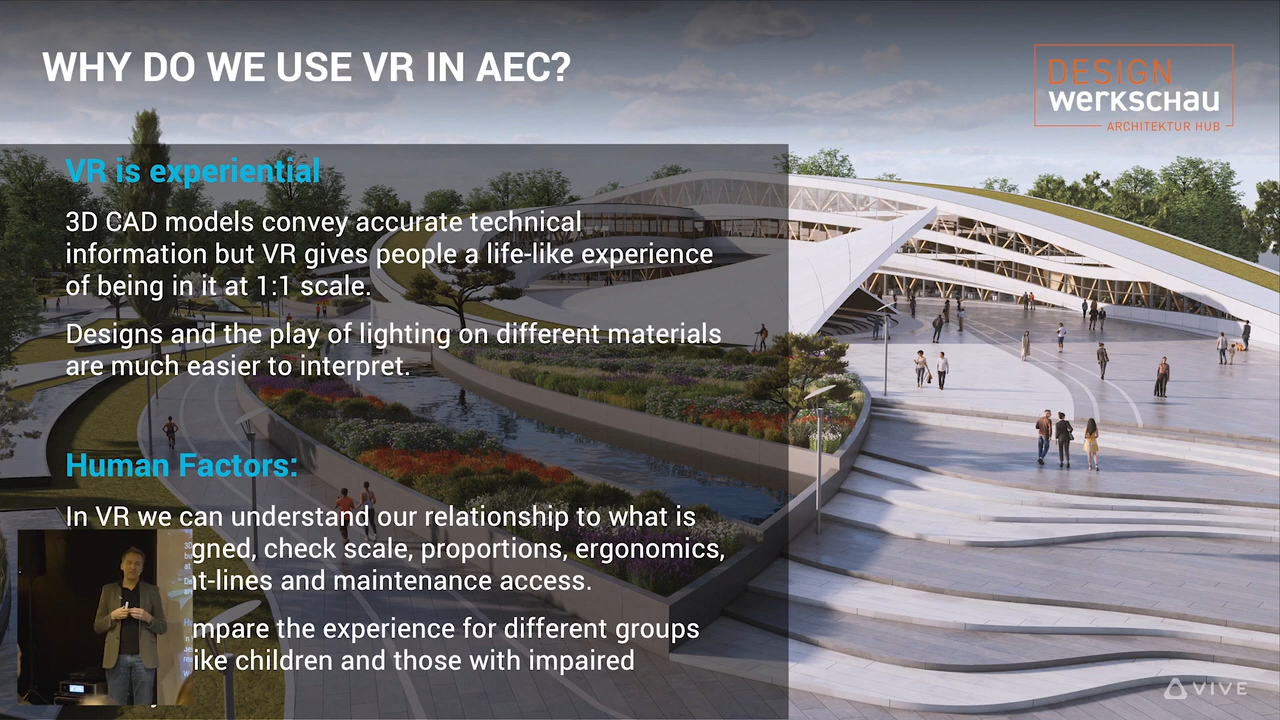 WHY DO WE USE VR IN AEC?
DESIGN
werkschau
ARCHITEKTUR HUB
VR is experiential
3D CAD models convey accurate technical
information but VR gives people a life-like experience
of being in it at 1:1 scale.
Designs and the play of lighting on different materials
are much easier to interpret.
Human Factors:
In VR we can understand our relationship to what is
gned, check scale, proportions, ergonomics,
t-lines and maintenance access.
mpare the experience for different groups
ike children and those with impaired
VIVE